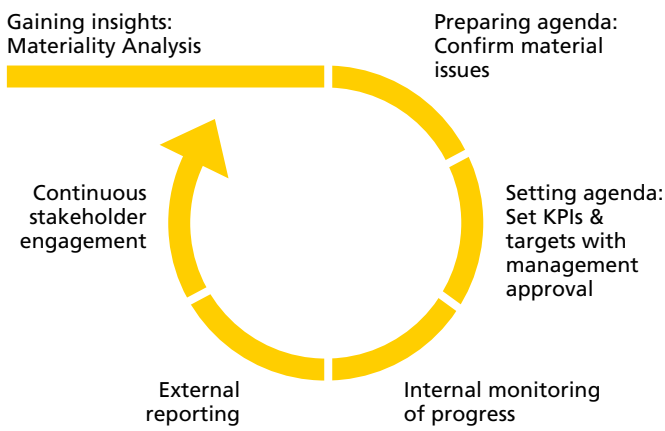 Gaining insights:
Materiality Analysis
Preparing agenda:
Confirm material
issues
Setting agenda:
Set KPIs &
targets with
management
approval
Internal monitoring
of progress
External
reporting
Continuous
stakeholder
engagement